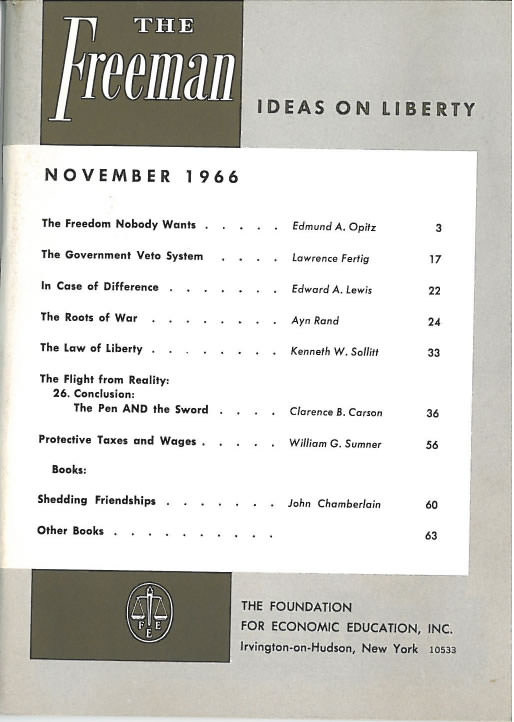 THE
Freeman
IDEAS ON LIBERTY
NOVEMBER 1966
The Freedom Nobody Wants . . . . . Edmund A. Opitz 3
The Government Veto System . . . . Lawrence Fertig 17
In Case of Difference . . . . . . . Edward A. Lewis 22
The Roots of War . . . . . . . . Ayn Rand 24
The Law of Liberty . . . . . . . . Kenneth W. Sollitt 33
The Flight from Reality:
26. Conclusion:
The Pen AND the Sword . . . . Clarence B. Carson 36
Protective Taxes and Wages . . . . . William G. Sumner 56
Books:
Shedding Friendships . . . . . . . John Chamberlain 60
Other Books . . . . . . . . . . 63
F E E
THE FOUNDATION
FOR ECONOMIC EDUCATION, INC.
Irvington-on-Hudson, New York 10533